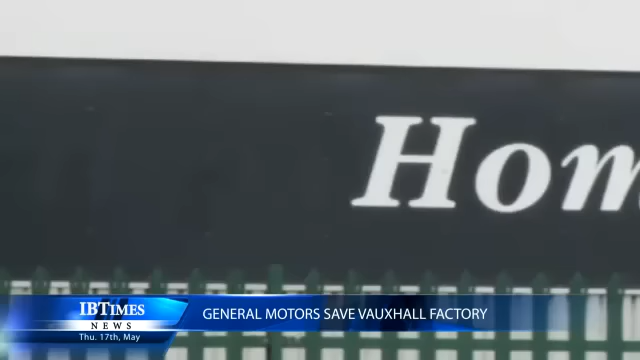 Hom
IBTIMES
NEWS
Thu. 17th, May
GENERAL MOTORS SAVE VAUXHALL FACTORY